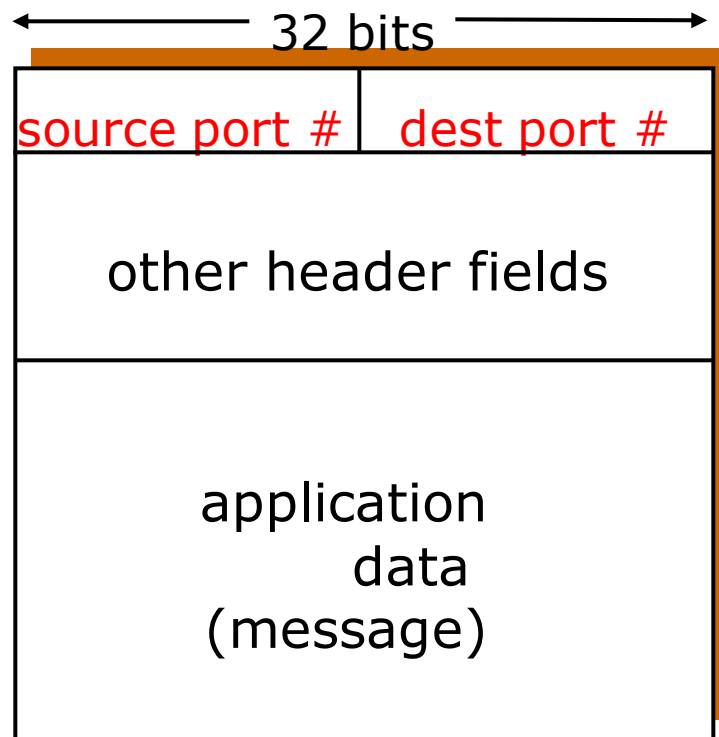 32 bits
source port # dest port #
other header fields
application
data
(message)